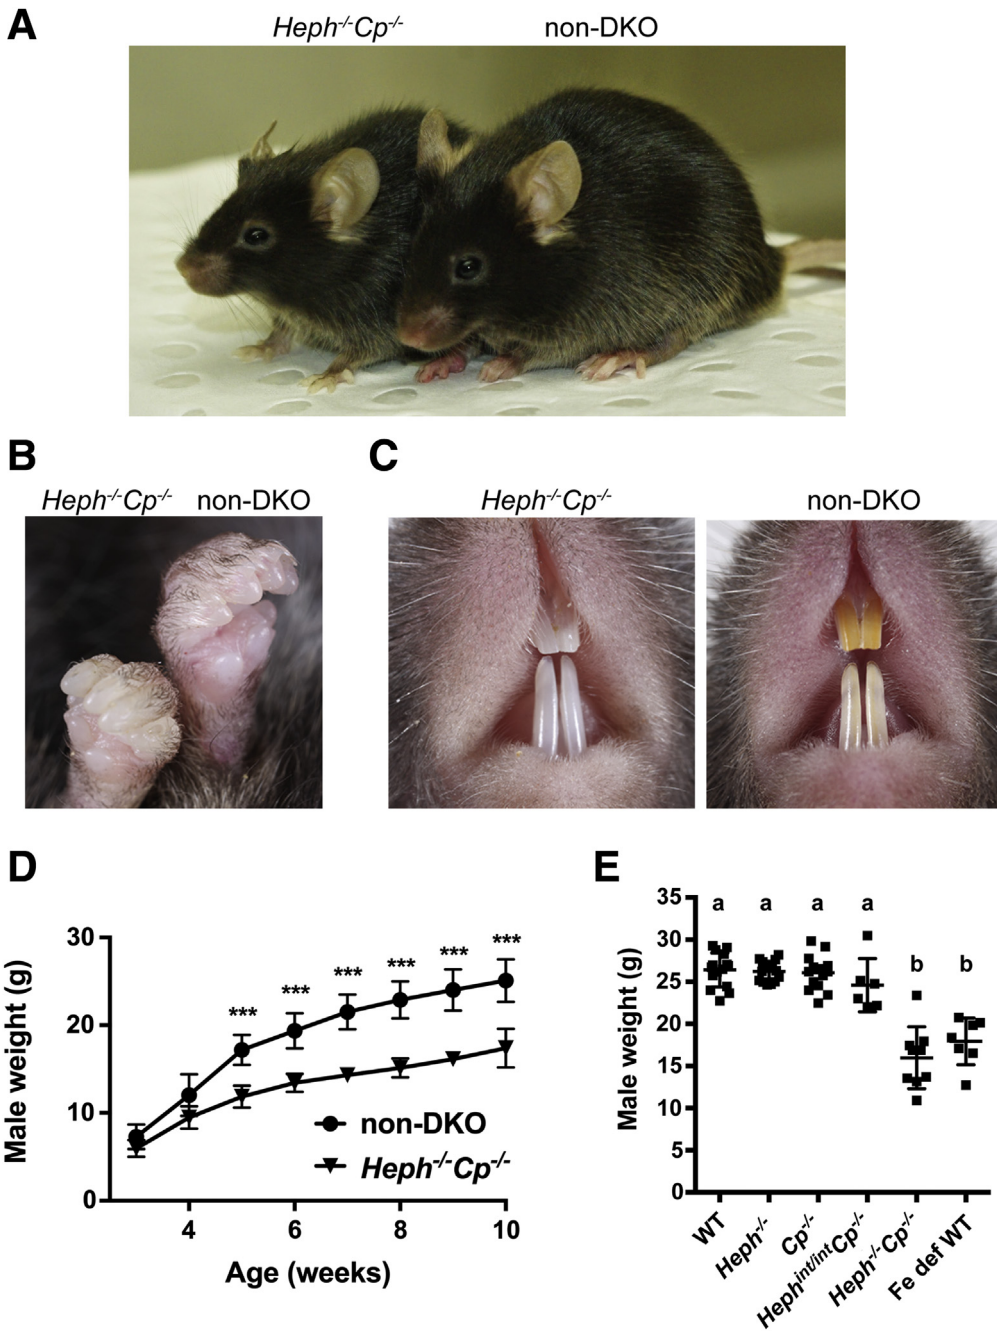 A
Heph-/-Cp-/- non-DKO
B
Heph-/-Cp-/- non-DKO
C
Heph-/-Cp-/- non-DKO
D
30
20
10
0
4 6 8 10
Male weight (g)
Age (weeks)
*** *** *** *** *** ***
non-DKO
Heph-/-Cp-/-
E
35
30
25
20
15
10
5
0
Male weight (g)
a a a a b b
WT
Heph-/-
Cp-/-
Hephint/intCp-/-
Heph-/-Cp-/-
Fe def WT